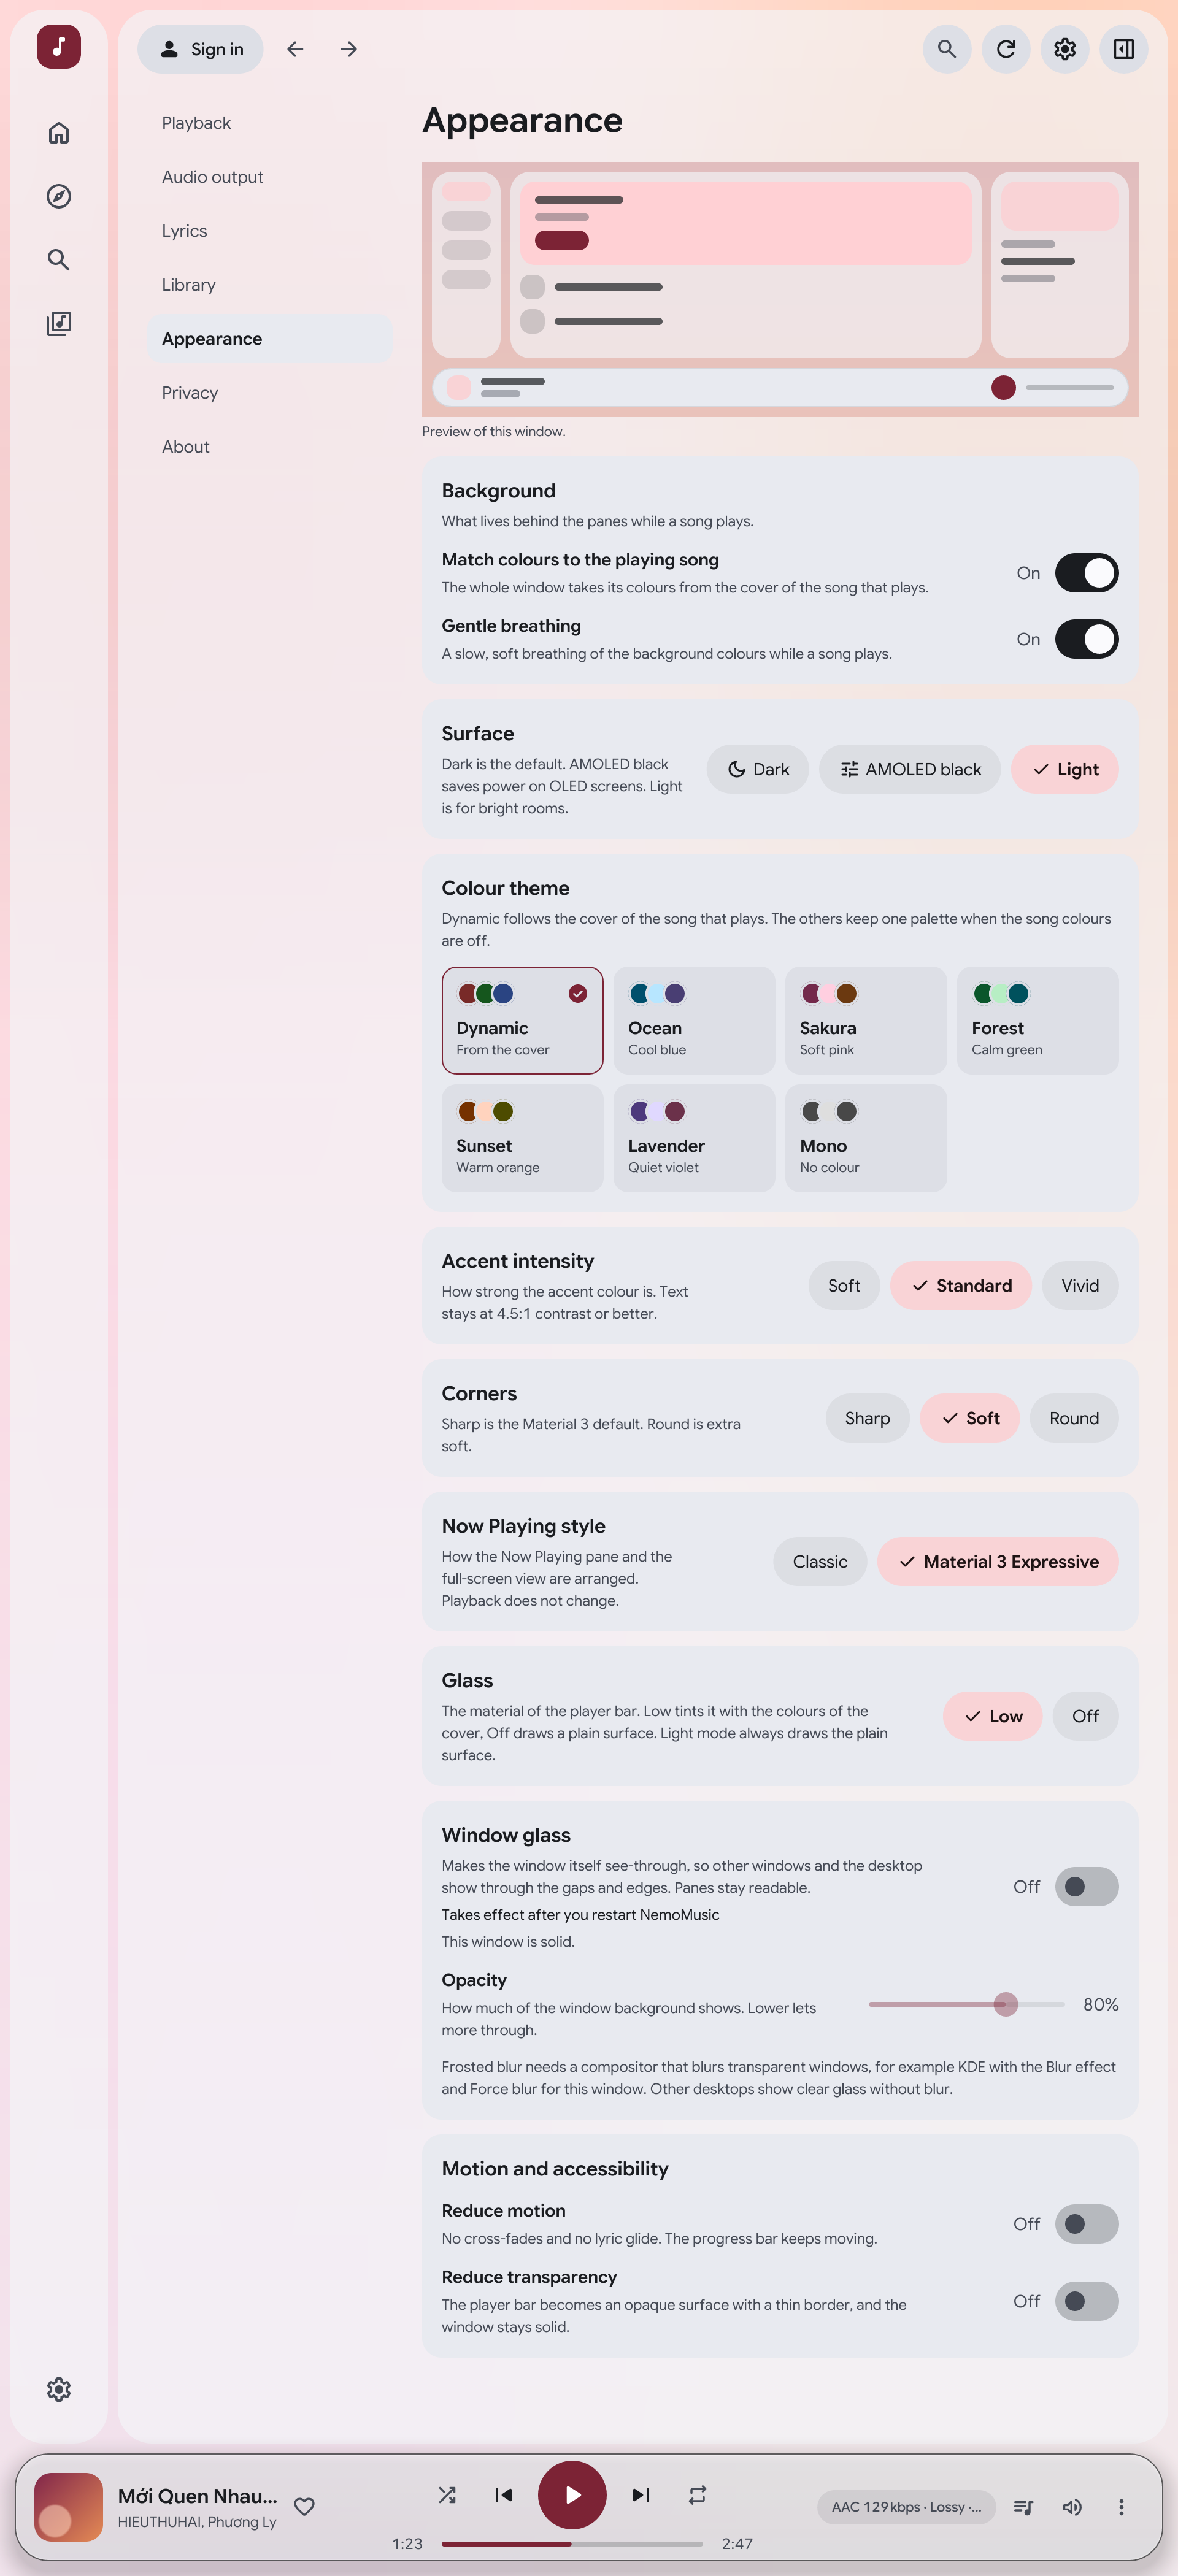 Sign in
Playback
Audio output
Lyrics
Library
Appearance
Privacy
About
Appearance
Preview of this window.
Background
What lives behind the panes while a song plays.
Match colours to the playing song
The whole window takes its colours from the cover of the song that plays.
On
Gentle breathing
A slow, soft breathing of the background colours while a song plays.
On
Surface
Dark is the default. AMOLED black
saves power on OLED screens. Light
is for bright rooms.
Dark
AMOLED black
Light
Colour theme
Dynamic follows the cover of the song that plays. The others keep one palette when the song colours
are off.
Dynamic
From the cover
Ocean
Cool blue
Sakura
Soft pink
Forest
Calm green
Sunset
Warm orange
Lavender
Quiet violet
Mono
No colour
Accent intensity
How strong the accent colour is. Text
stays at 4.5:1 contrast or better.
Soft
Standard
Vivid
Corners
Sharp is the Material 3 default. Round is extra
soft.
Sharp
Soft
Round
Now Playing style
How the Now Playing pane and the
full-screen view are arranged.
Playback does not change.
Classic
Material 3 Expressive
Glass
The material of the player bar. Low tints it with the colours of the
cover, Off draws a plain surface. Light mode always draws the plain
surface.
Low
Off
Window glass
Makes the window itself see-through, so other windows and the desktop
show through the gaps and edges. Panes stay readable.
Takes effect after you restart NemoMusic
This window is solid.
Off
Opacity
How much of the window background shows. Lower lets
more through.
80%
Frosted blur needs a compositor that blurs transparent windows, for example KDE with the Blur effect
and Force blur for this window. Other desktops show clear glass without blur.
Motion and accessibility
Reduce motion
No cross-fades and no lyric glide. The progress bar keeps moving.
Off
Reduce transparency
The player bar becomes an opaque surface with a thin border, and the
window stays solid.
Off
Mới Quen Nhau...
HIEUTHUHAI, Phương Ly
1:23
2:47
AAC 129 kbps · Lossy ·...